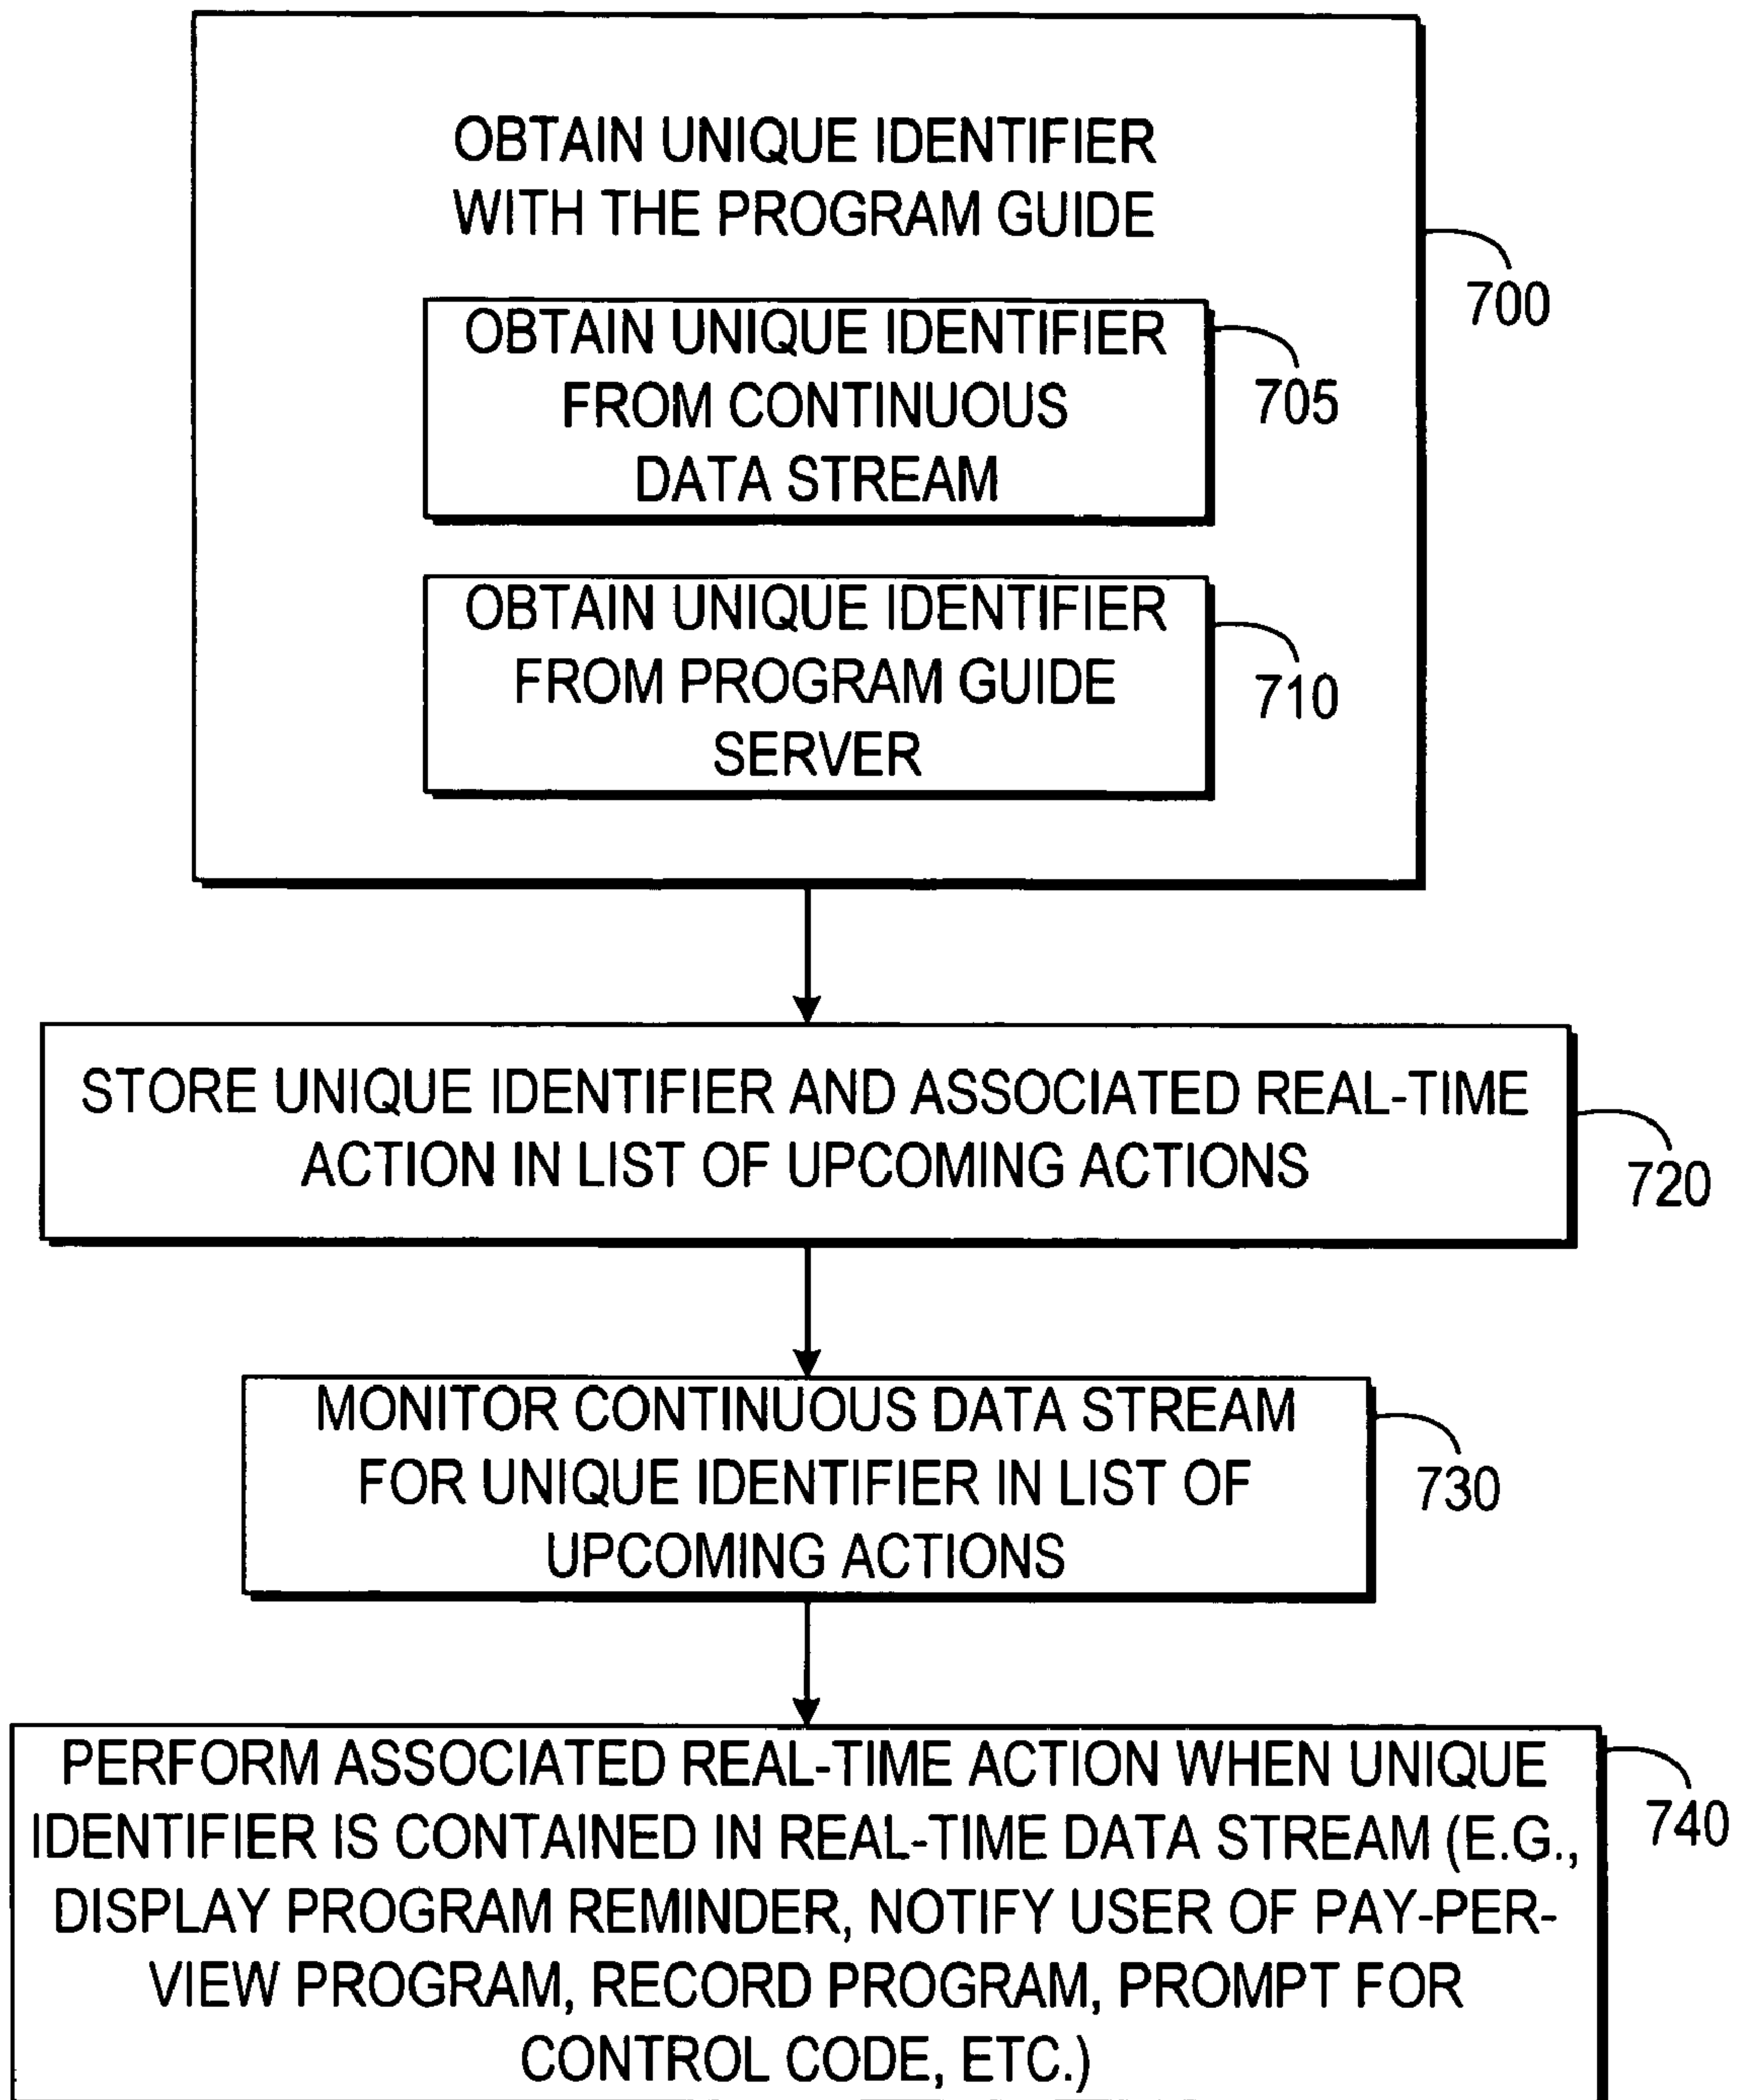 OBTAIN UNIQUE IDENTIFIER
WITH THE PROGRAM GUIDE
700
OBTAIN UNIQUE IDENTIFIER
FROM CONTINUOUS
DATA STREAM
705
OBTAIN UNIQUE IDENTIFIER
FROM PROGRAM GUIDE
SERVER
710
STORE UNIQUE IDENTIFIER AND ASSOCIATED REAL-TIME
ACTION IN LIST OF UPCOMING ACTIONS
720
MONITOR CONTINUOUS DATA STREAM
FOR UNIQUE IDENTIFIER IN LIST OF
UPCOMING ACTIONS
730
PERFORM ASSOCIATED REAL-TIME ACTION WHEN UNIQUE
IDENTIFIER IS CONTAINED IN REAL-TIME DATA STREAM (E.G.,
DISPLAY PROGRAM REMINDER, NOTIFY USER OF PAY-PER-
VIEW PROGRAM, RECORD PROGRAM, PROMPT FOR
CONTROL CODE, ETC.)
740